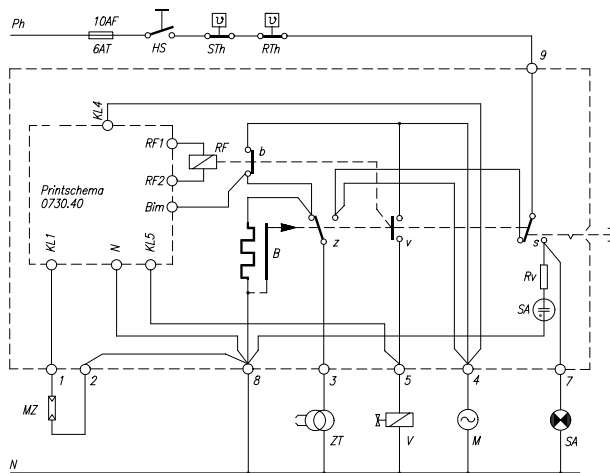 Ph
10AF
6AT
HS
STh
RTh
9
KL4
RF1
RF
b
RF2
Printschema
0730.40
Bim
KL1
N
KL5
B
z
v
s
Rv
SA
1
2
8
3
5
4
7
MZ
ZT
V
M
SA
N